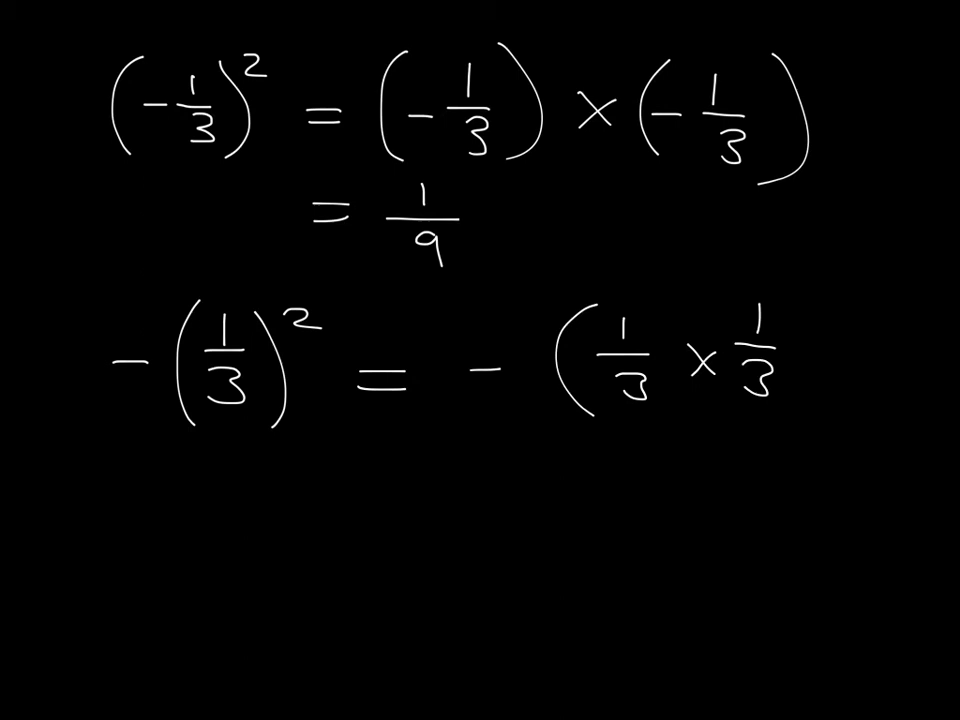 (-1/3)² = (-1/3) × (-1/3)
= 1/9
-(1/3)² = - (1/3 × 1/3